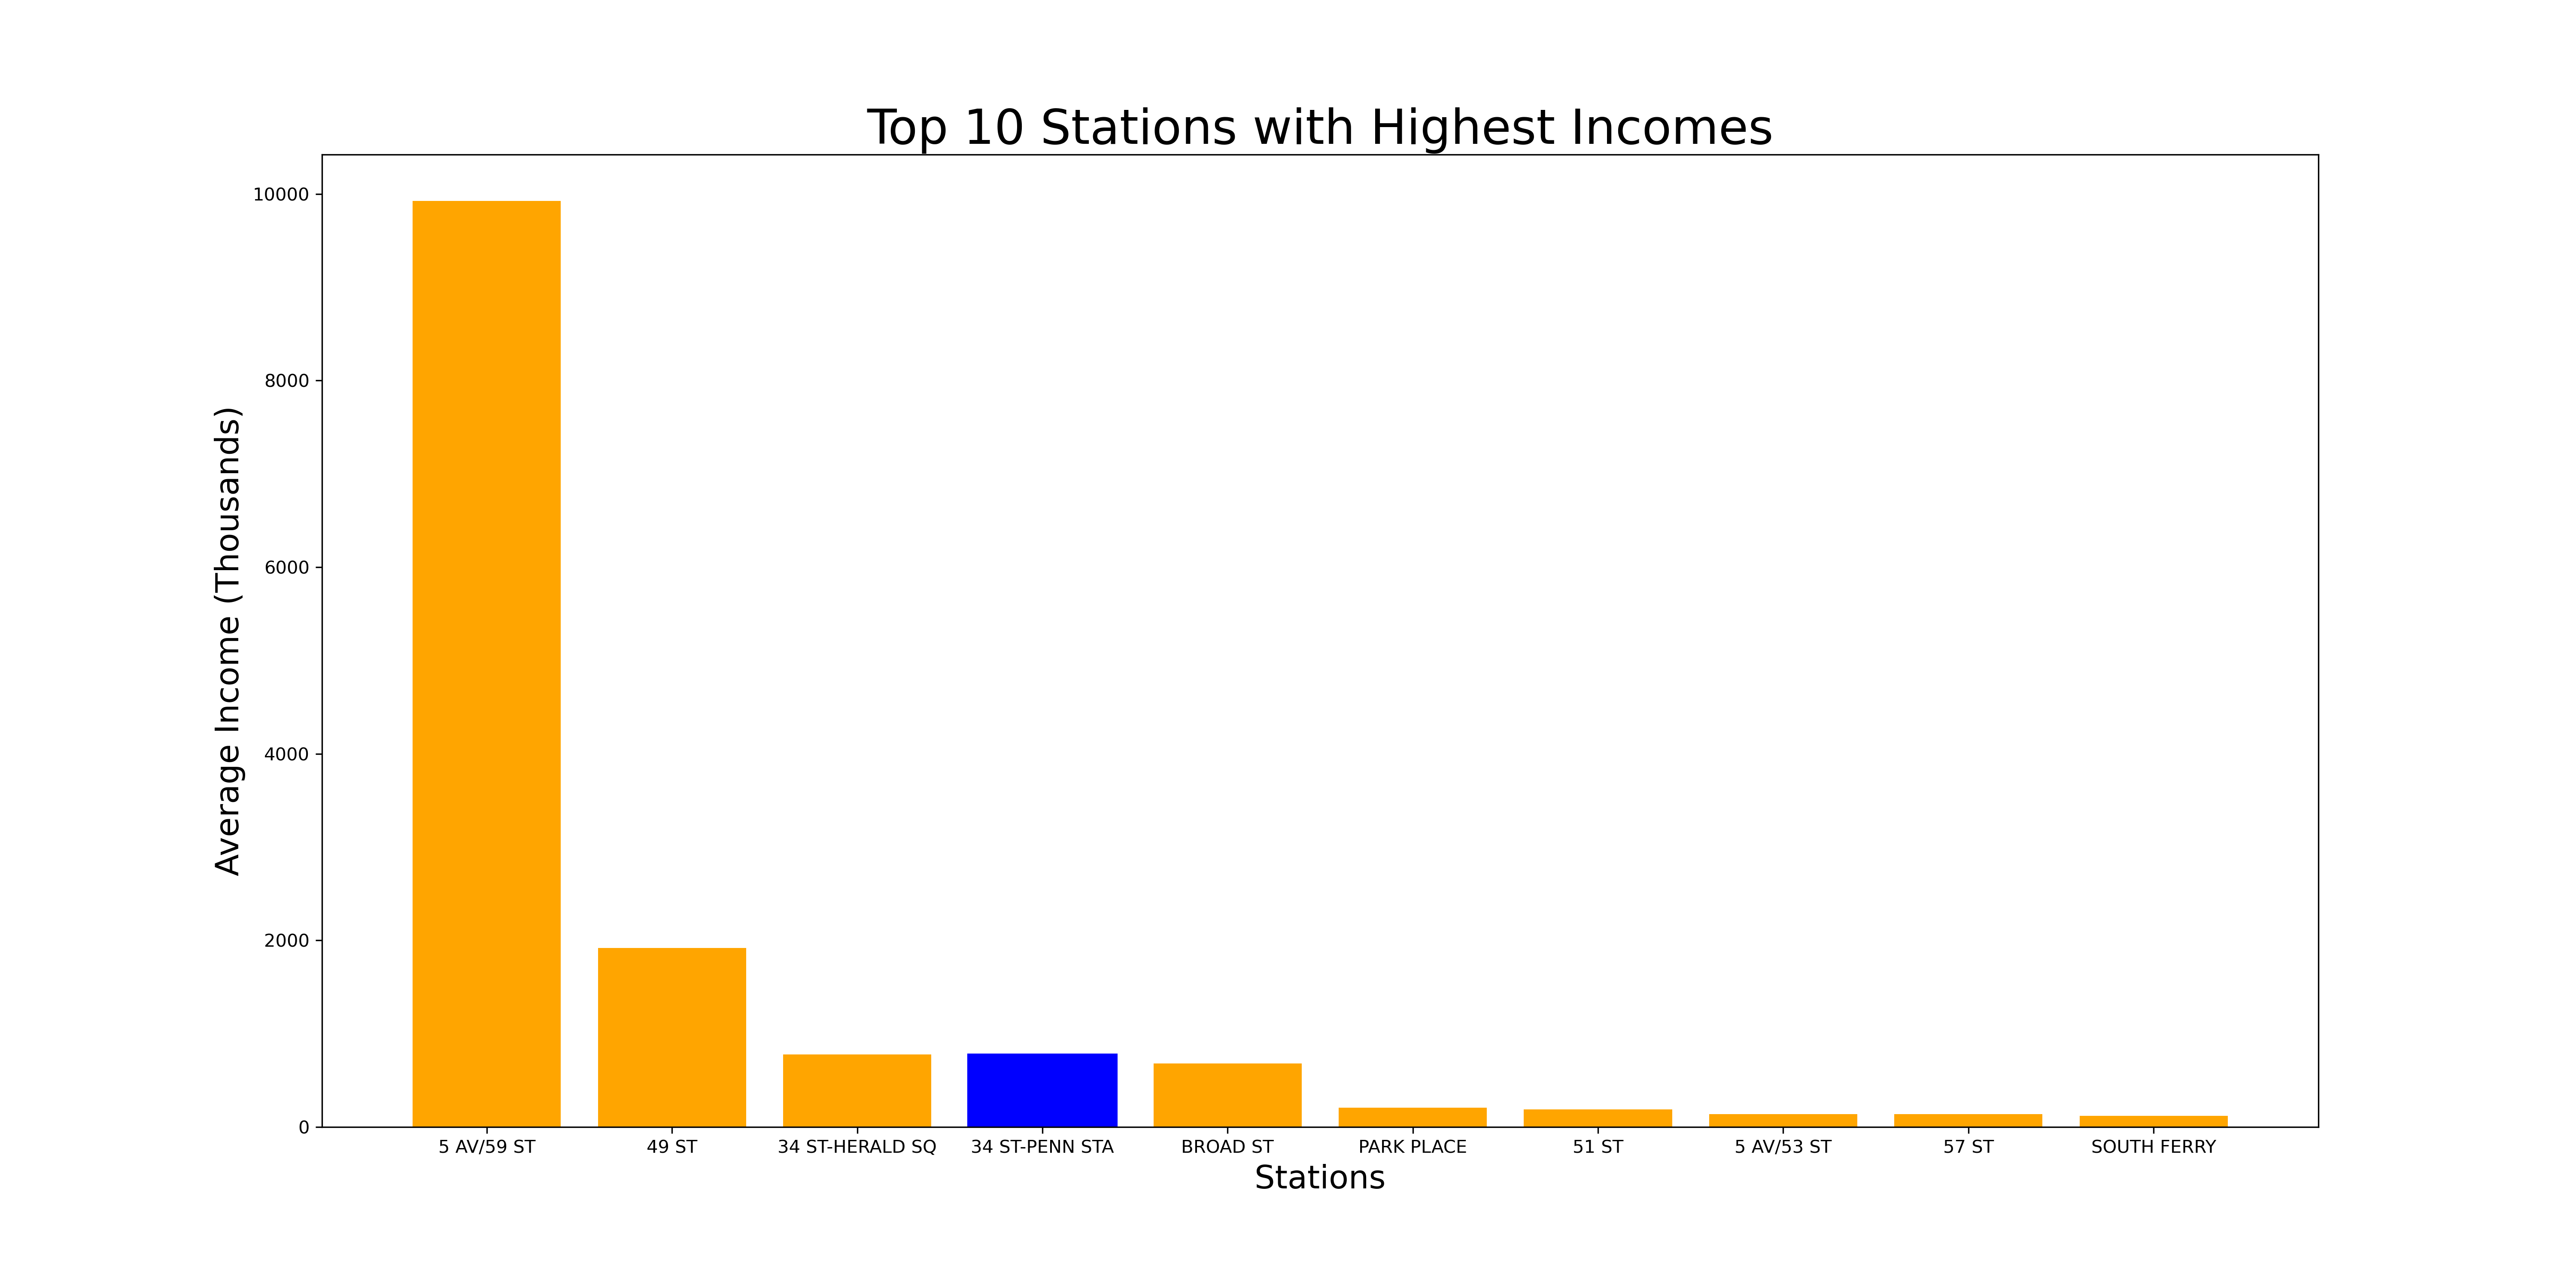 Top 10 Stations with Highest Incomes
Average Income (Thousands)
10000
8000
6000
4000
2000
0
5 AV/59 ST 49 ST 34 ST-HERALD SQ 34 ST-PENN STA BROAD ST PARK PLACE 51 ST 5 AV/53 ST 57 ST SOUTH FERRY
Stations